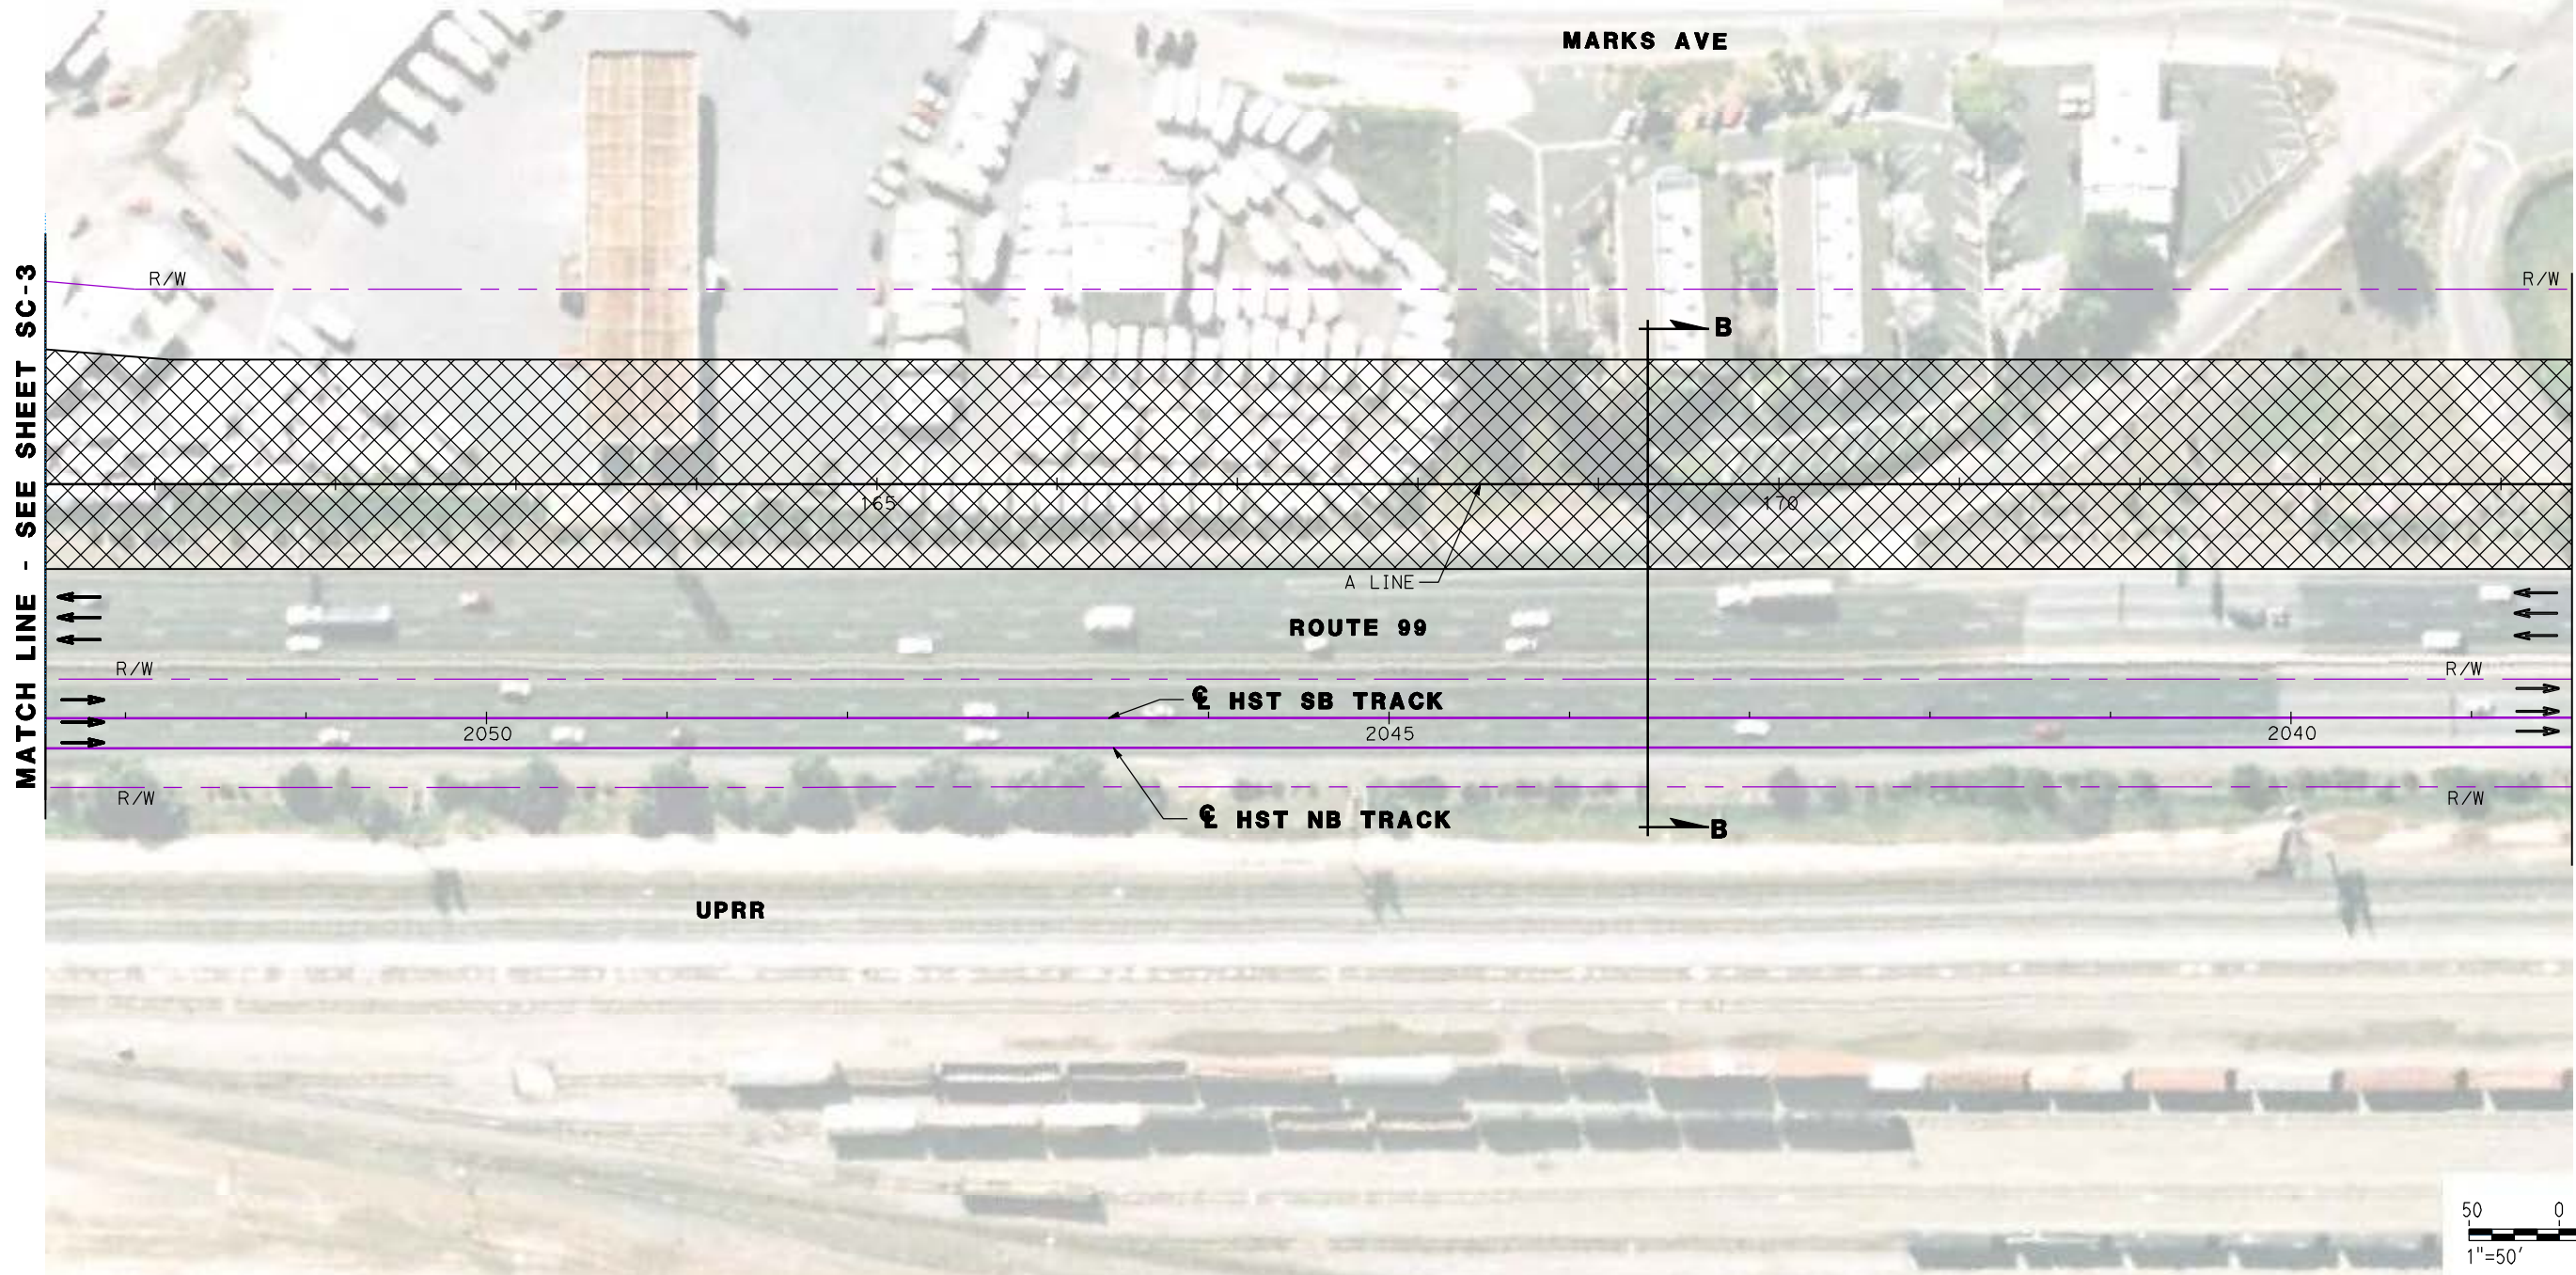 MARKS AVE
MATCH LINE - SEE SHEET SC-3
R/W
R/W
B
165
170
A LINE
ROUTE 99
R/W
R/W
℄ HST SB TRACK
2050
2045
2040
R/W
R/W
℄ HST NB TRACK
B
UPRR
50 0
1"=50'